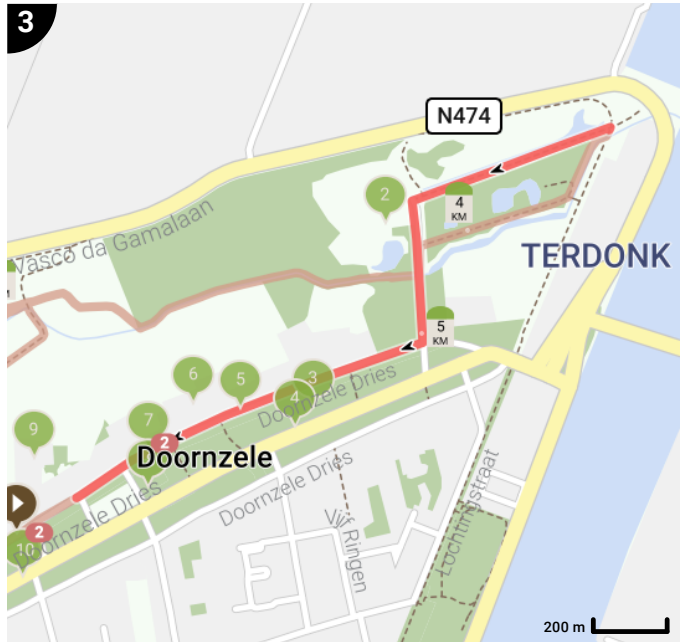 3
N474
2
4
KM
Vasco da Gamalaan
TERDONK
5
KM
3
5
6
4
Doornzele Dries
7
2
9
Doornzele
Doornzele Dries
Doornzele Dries
Vijf Ringen
Lochtingstraat
2
10
200 m